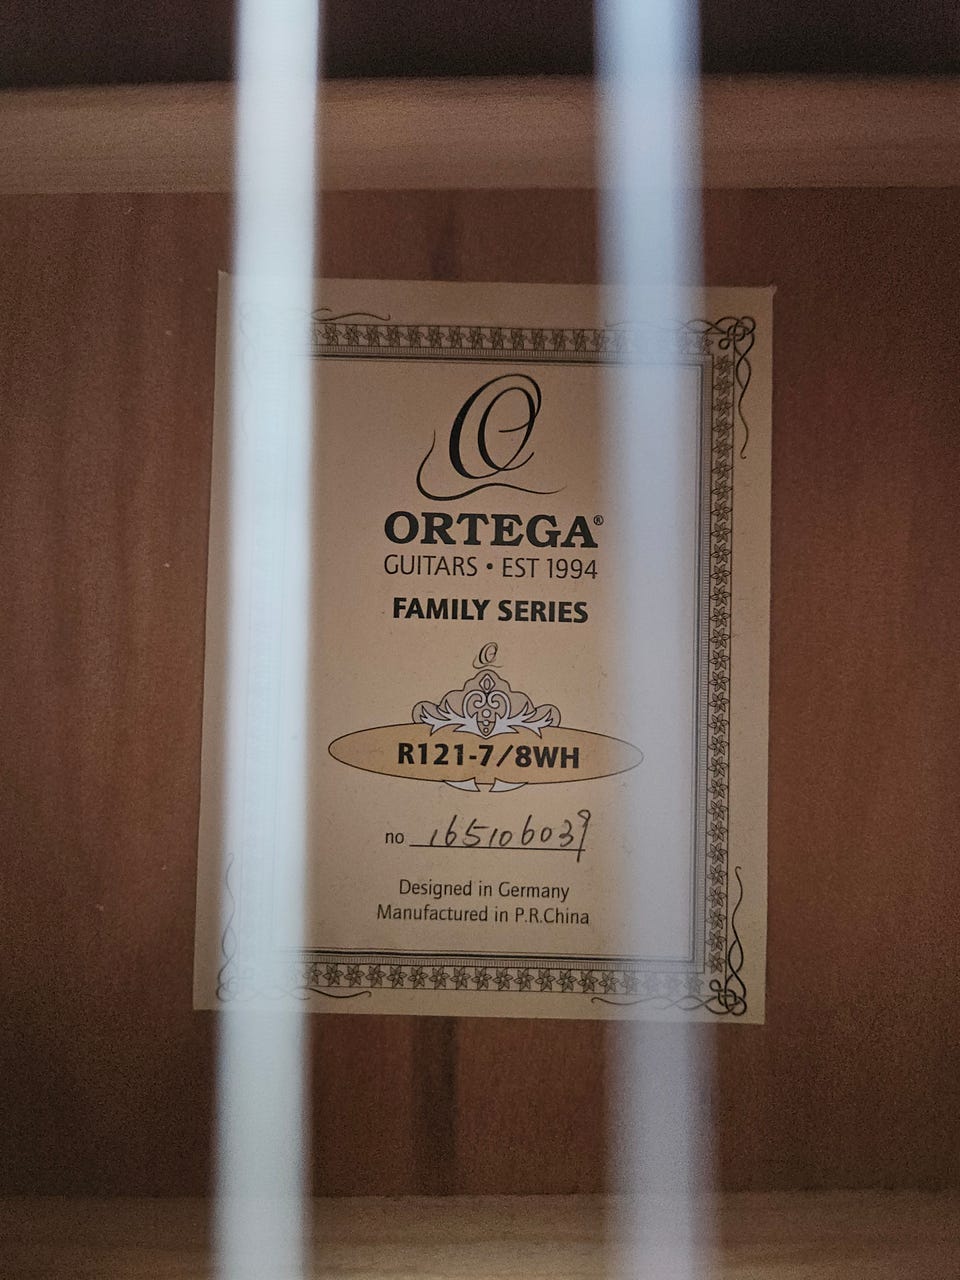 ORTEGA®
GUITARS • EST 1994
FAMILY SERIES
R121-7/8WH
no 165106039
Designed in Germany
Manufactured in P.R.China